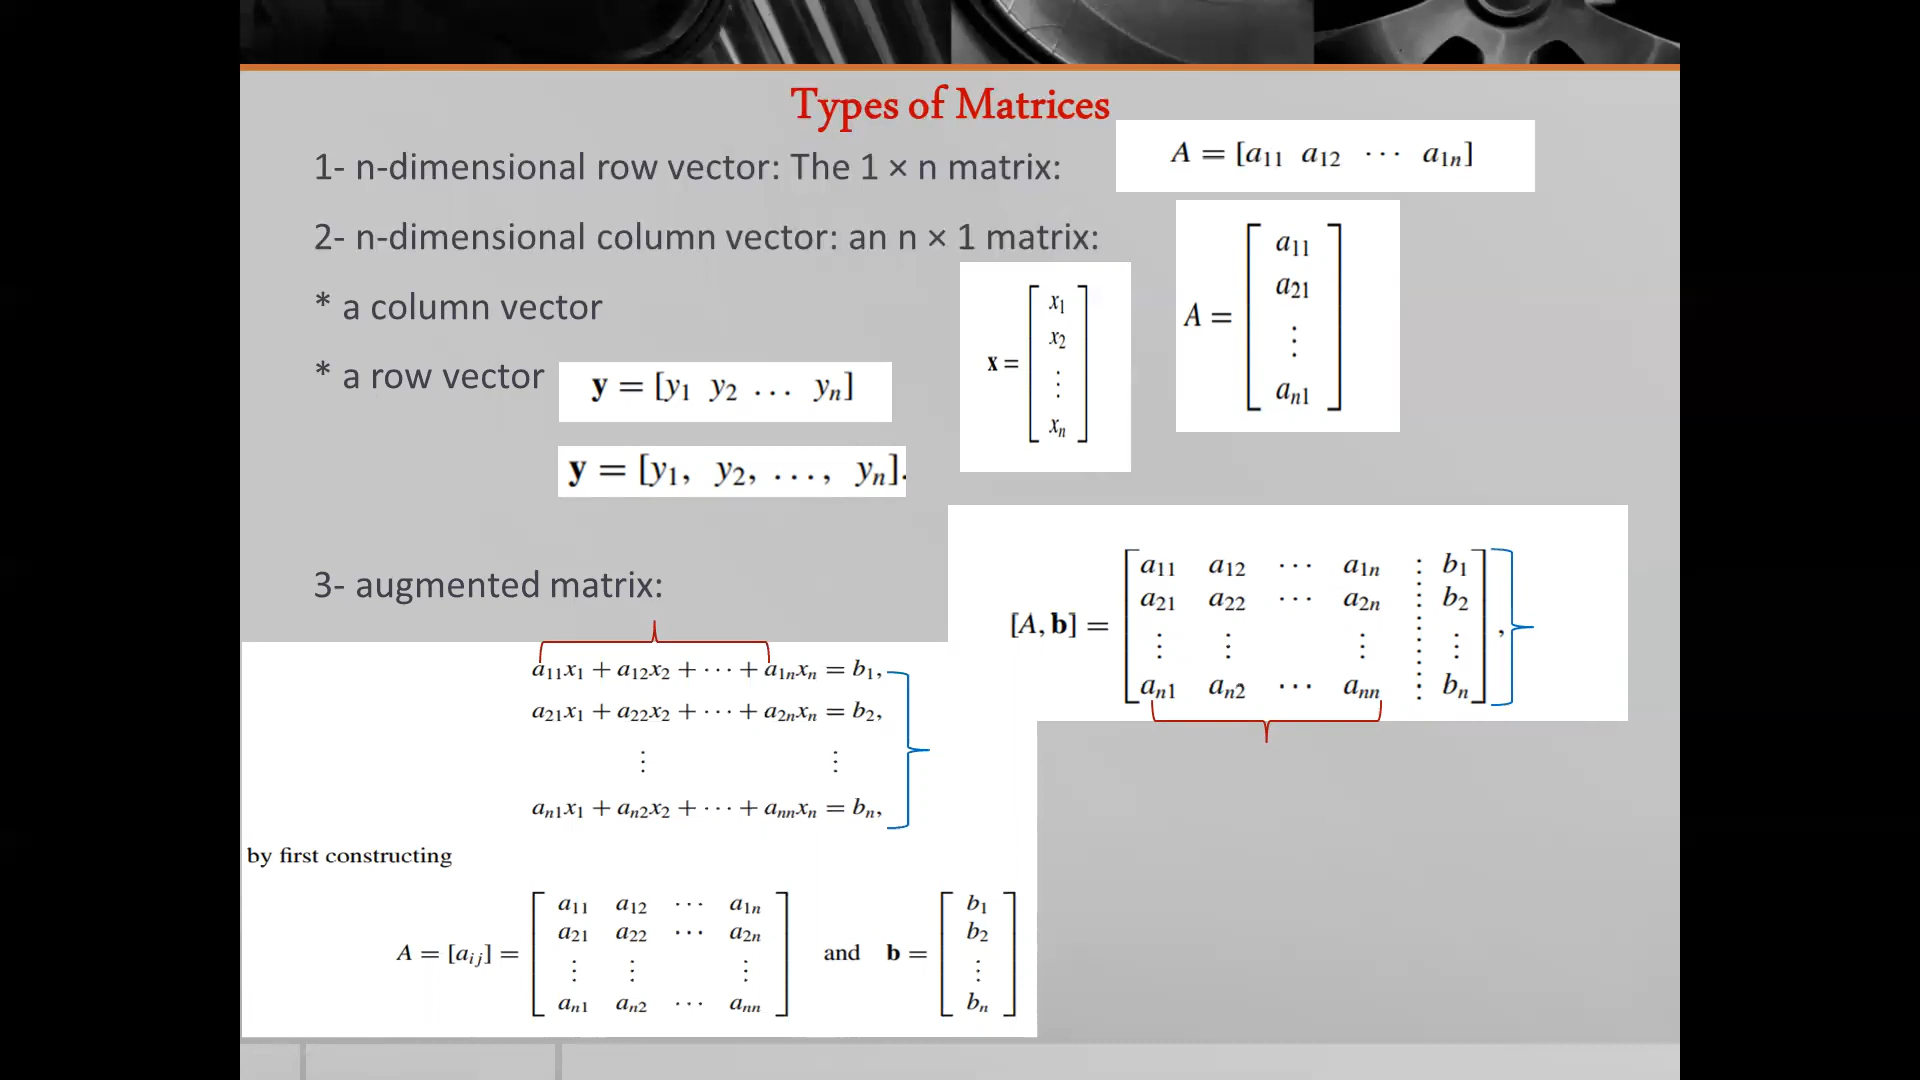 Types of Matrices
1- n-dimensional row vector: The 1 × n matrix:
A = [a₁₁ a₁₂ ⋯ a₁ₙ]
2- n-dimensional column vector: an n × 1 matrix:
A = [ a₁₁
a₂₁
⋮
aₙ₁ ]
* a column vector
x = [ x₁
x₂
⋮
xₙ ]
* a row vector
y = [y₁ y₂ … yₙ]
y = [y₁, y₂, …, yₙ].
3- augmented matrix:
[A, b] = [ a₁₁ a₁₂ ⋯ a₁ₙ ⋮ b₁
a₂₁ a₂₂ ⋯ a₂ₙ ⋮ b₂
⋮ ⋮ ⋮ ⋮ ⋮
aₙ₁ aₙ₂ ⋯ aₙₙ ⋮ bₙ ],
a₁₁x₁ + a₁₂x₂ + ⋯ + a₁ₙxₙ = b₁,
a₂₁x₁ + a₂₂x₂ + ⋯ + a₂ₙxₙ = b₂,
⋮ ⋮
aₙ₁x₁ + aₙ₂x₂ + ⋯ + aₙₙxₙ = bₙ,
by first constructing
A = [aᵢⱼ] = [ a₁₁ a₁₂ ⋯ a₁ₙ
a₂₁ a₂₂ ⋯ a₂ₙ
⋮ ⋮ ⋮
aₙ₁ aₙ₂ ⋯ aₙₙ ]
and b = [ b₁
b₂
⋮
bₙ ]